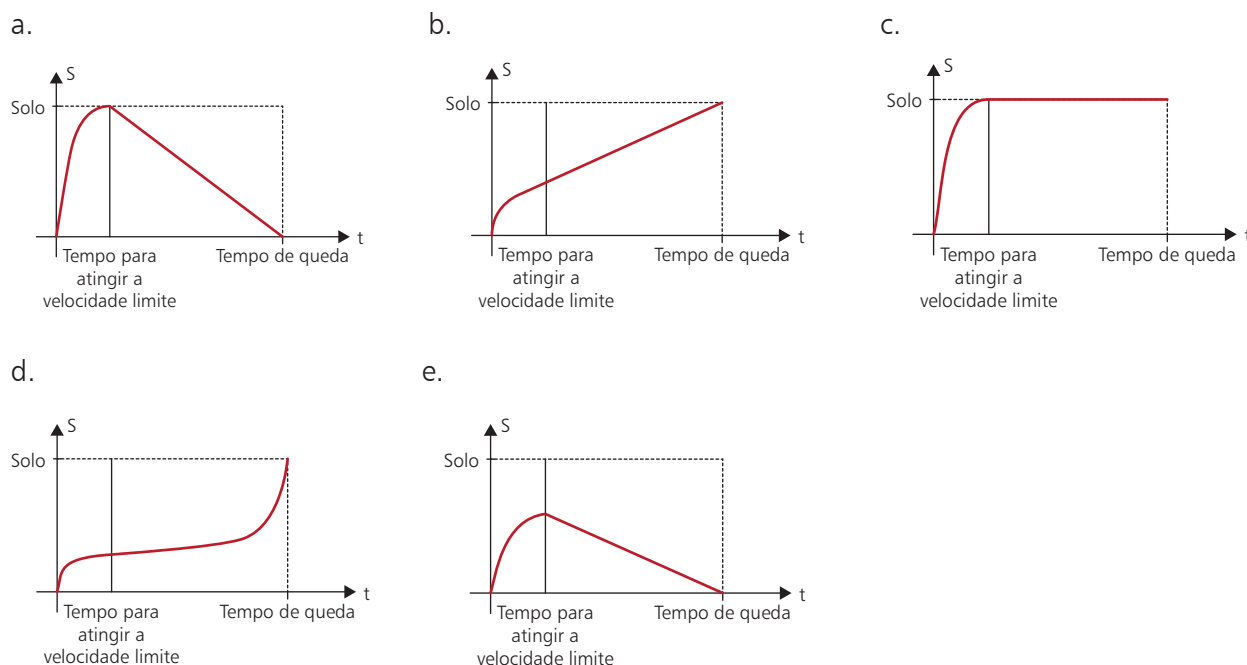 a.
S
Solo
t
Tempo para
atingir a
velocidade limite
Tempo de queda
b.
S
Solo
t
Tempo para
atingir a
velocidade limite
Tempo de queda
c.
S
Solo
t
Tempo para
atingir a
velocidade limite
Tempo de queda
d.
S
Solo
t
Tempo para
atingir a
velocidade limite
Tempo de queda
e.
S
Solo
t
Tempo para
atingir a
velocidade limite
Tempo de queda